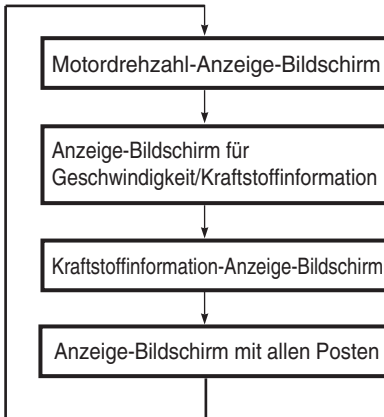 Motordrehzahl-Anzeige-Bildschirm
Anzeige-Bildschirm für
Geschwindigkeit/Kraftstoffinformation
Kraftstoffinformation-Anzeige-Bildschirm
Anzeige-Bildschirm mit allen Posten